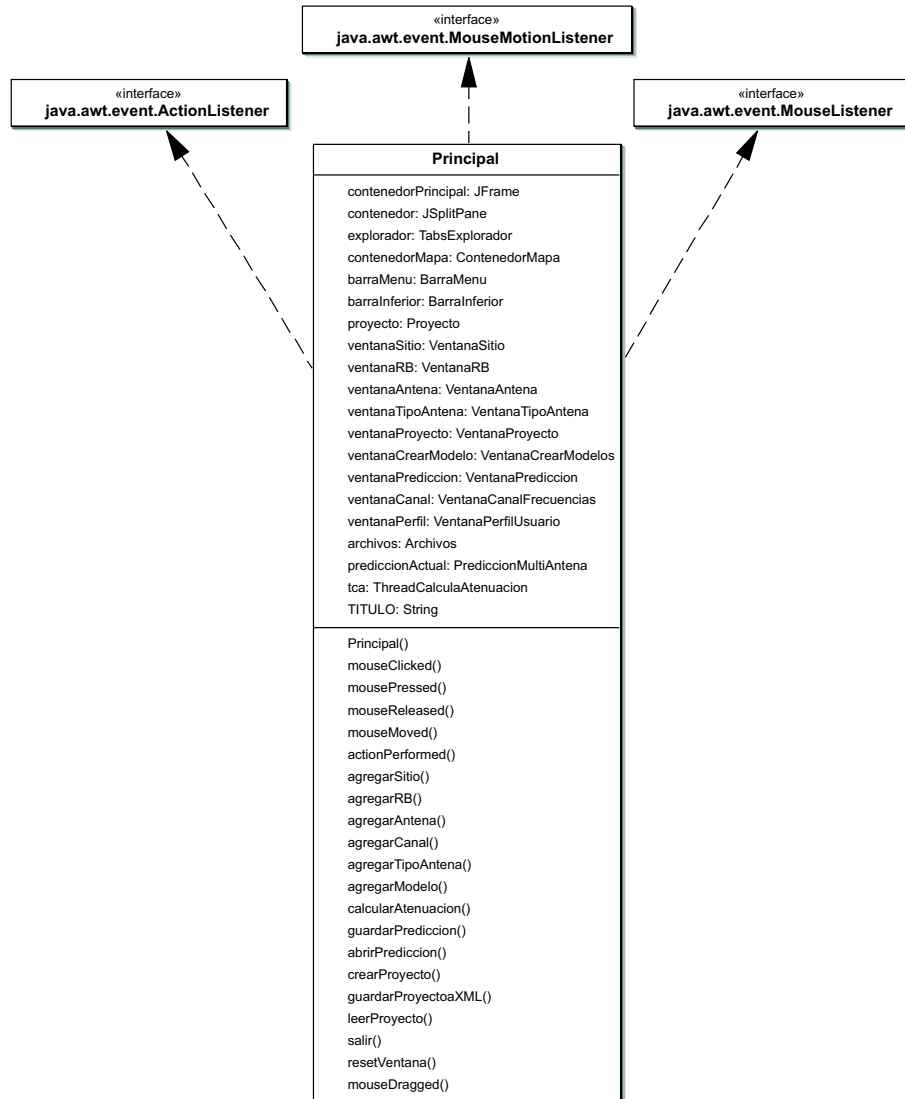 «interface»
java.awt.event.MouseMotionListener
«interface»
java.awt.event.ActionListener
«interface»
java.awt.event.MouseListener
Principal
contenedorPrincipal: JFrame
contenedor: JSplitPane
explorador: TabsExplorador
contenedorMapa: ContenedorMapa
barraMenu: BarraMenu
barraInferior: BarraInferior
proyecto: Proyecto
ventanaSitio: VentanaSitio
ventanaRB: VentanaRB
ventanaAntena: VentanaAntena
ventanaTipoAntena: VentanaTipoAntena
ventanaProyecto: VentanaProyecto
ventanaCrearModelo: VentanaCrearModelos
ventanaPrediccion: VentanaPrediccion
ventanaCanal: VentanaCanalFrecuencias
ventanaPerfil: VentanaPerfilUsuario
archivos: Archivos
prediccionActual: PrediccionMultiAntena
tca: ThreadCalculaAtenuacion
TITULO: String
Principal()
mouseClicked()
mousePressed()
mouseReleased()
mouseMoved()
actionPerformed()
agregarSitio()
agregarRB()
agregarAntena()
agregarCanal()
agregarTipoAntena()
agregarModelo()
calcularAtenuacion()
guardarPrediccion()
abrirPrediccion()
crearProyecto()
guardarProyectoaXML()
leerProyecto()
salir()
resetVentana()
mouseDragged()